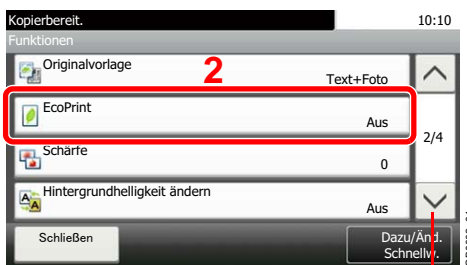 Kopierbereit. 10:10
Funktionen
Originalvorlage
2
Text+Foto
EcoPrint
Aus
2/4
Schärfe
0
Hintergrundhelligkeit ändern
Aus
Schließen
Dazu/Änd.
Schnellw.